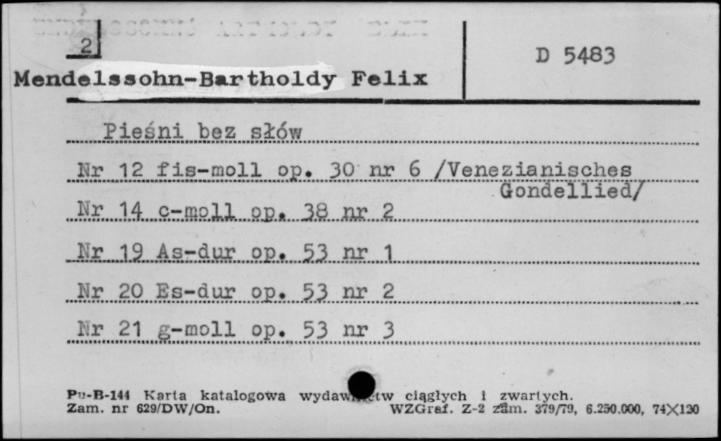 2
D 5483
Mendelssohn-Bartholdy Felix
Pieśni bez słów
Nr 12 fis-moll op. 30 nr 6 /Venezianisches
Gondellied/
Nr 14 c-moll op. 38 nr 2
Nr 19 As-dur op. 53 nr 1
Nr 20 Es-dur op. 53 nr 2
Nr 21 g-moll op. 53 nr 3
Pu-B-144 Karta katalogowa wydawnictw ciągłych i zwartych.
Zam. nr 629/DW/On. WZGraf. Z-2 zam. 379/79, 6.250.000, 74×120